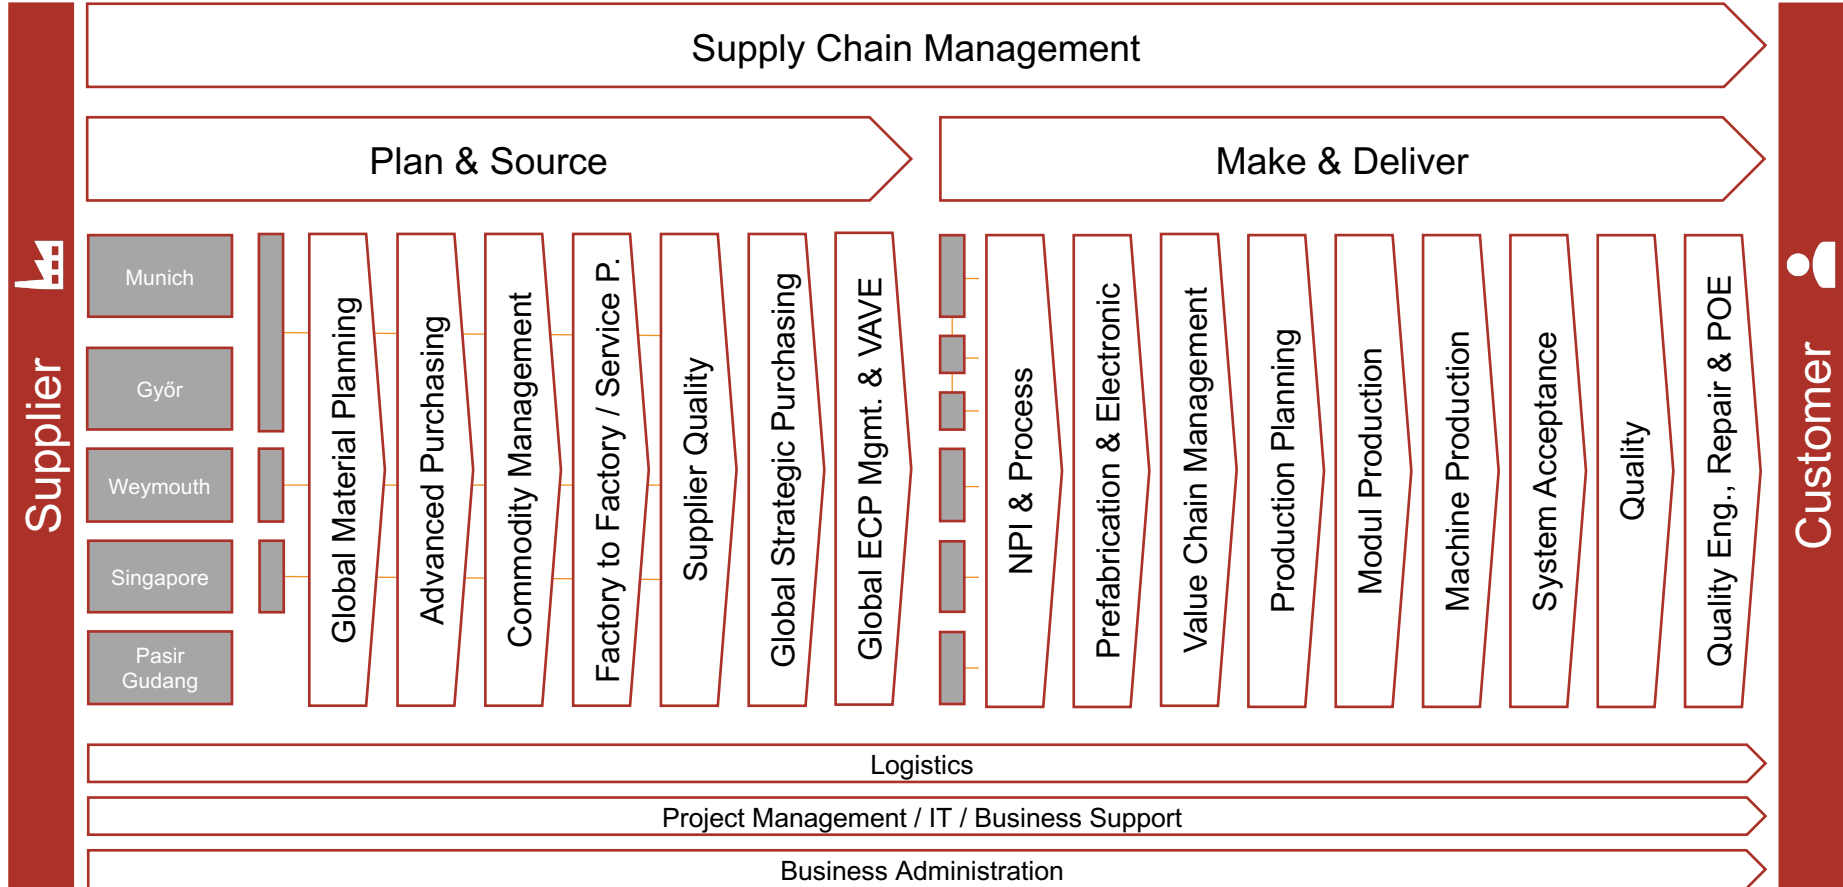 Supply Chain Management
Plan & Source
Make & Deliver
Supplier
Munich
Győr
Weymouth
Singapore
Pasir
Gudang
Global Material Planning
Advanced Purchasing
Commodity Management
Factory to Factory / Service P.
Supplier Quality
Global Strategic Purchasing
Global ECP Mgmt. & VAVE
NPI & Process
Prefabrication & Electronic
Value Chain Management
Production Planning
Modul Production
Machine Production
System Acceptance
Quality
Quality Eng., Repair & POE
Customer
Logistics
Project Management / IT / Business Support
Business Administration